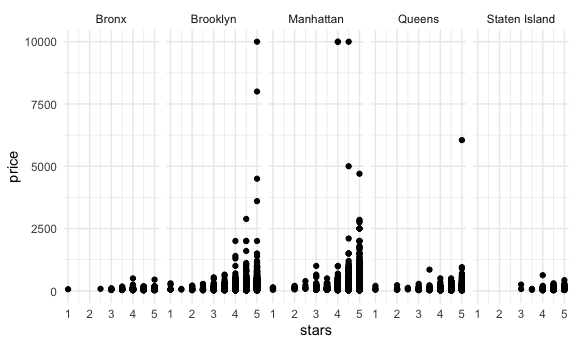 Bronx Brooklyn Manhattan Queens Staten Island
10000
7500
5000
2500
0
1 2 3 4 5 1 2 3 4 5 1 2 3 4 5 1 2 3 4 5 1 2 3 4 5
stars
price